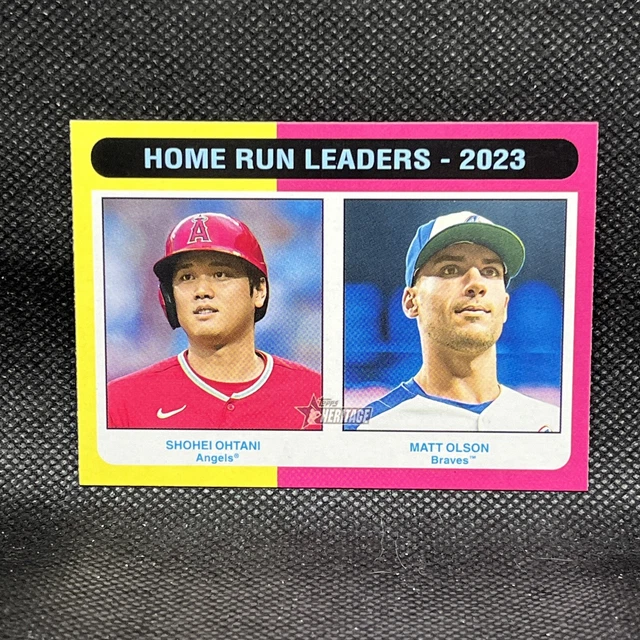 HOME RUN LEADERS - 2023
A
Topps
HERITAGE
SHOHEI OHTANI
Angels®
MATT OLSON
Braves™